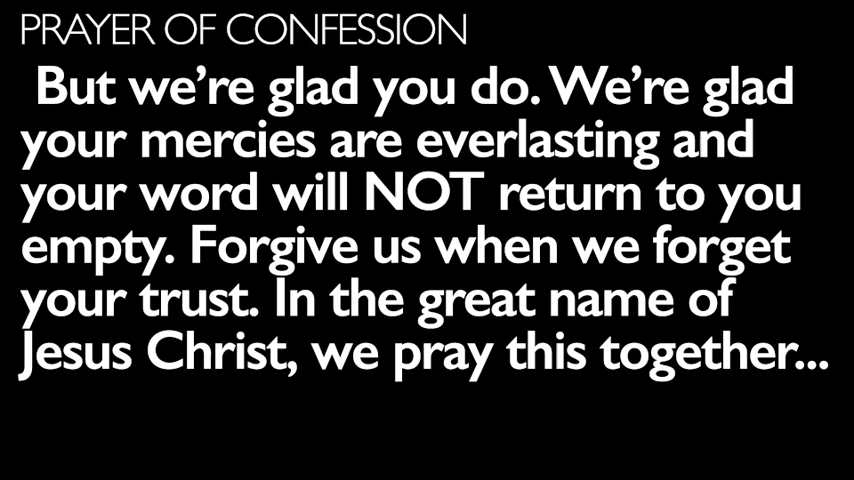 PRAYER OF CONFESSION
But we’re glad you do. We’re glad
your mercies are everlasting and
your word will NOT return to you
empty. Forgive us when we forget
your trust. In the great name of
Jesus Christ, we pray this together...